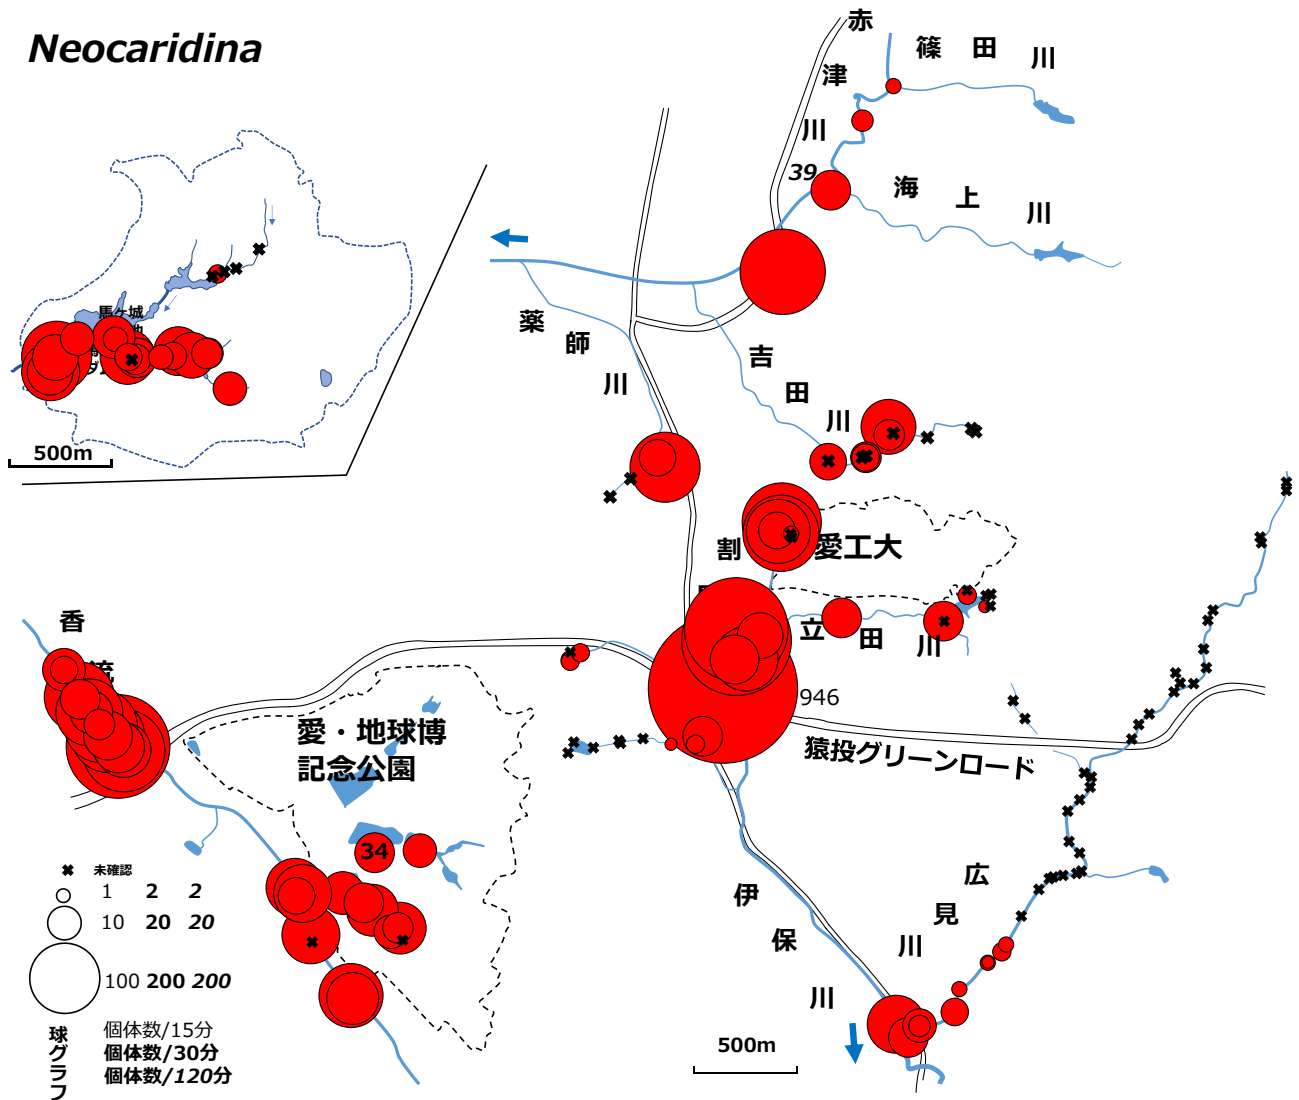 Neocaridina
赤津川
篠田川
39
海上川
馬ケ城
500m
薬師川
吉田川
割
愛工大
立田川
香流
946
猿投グリーンロード
愛・地球博
記念公園
34
広見川
伊保川
未確認
1 2 2
10 20 20
100 200 200
球グラフ
個体数/15分
個体数/30分
個体数/120分
500m